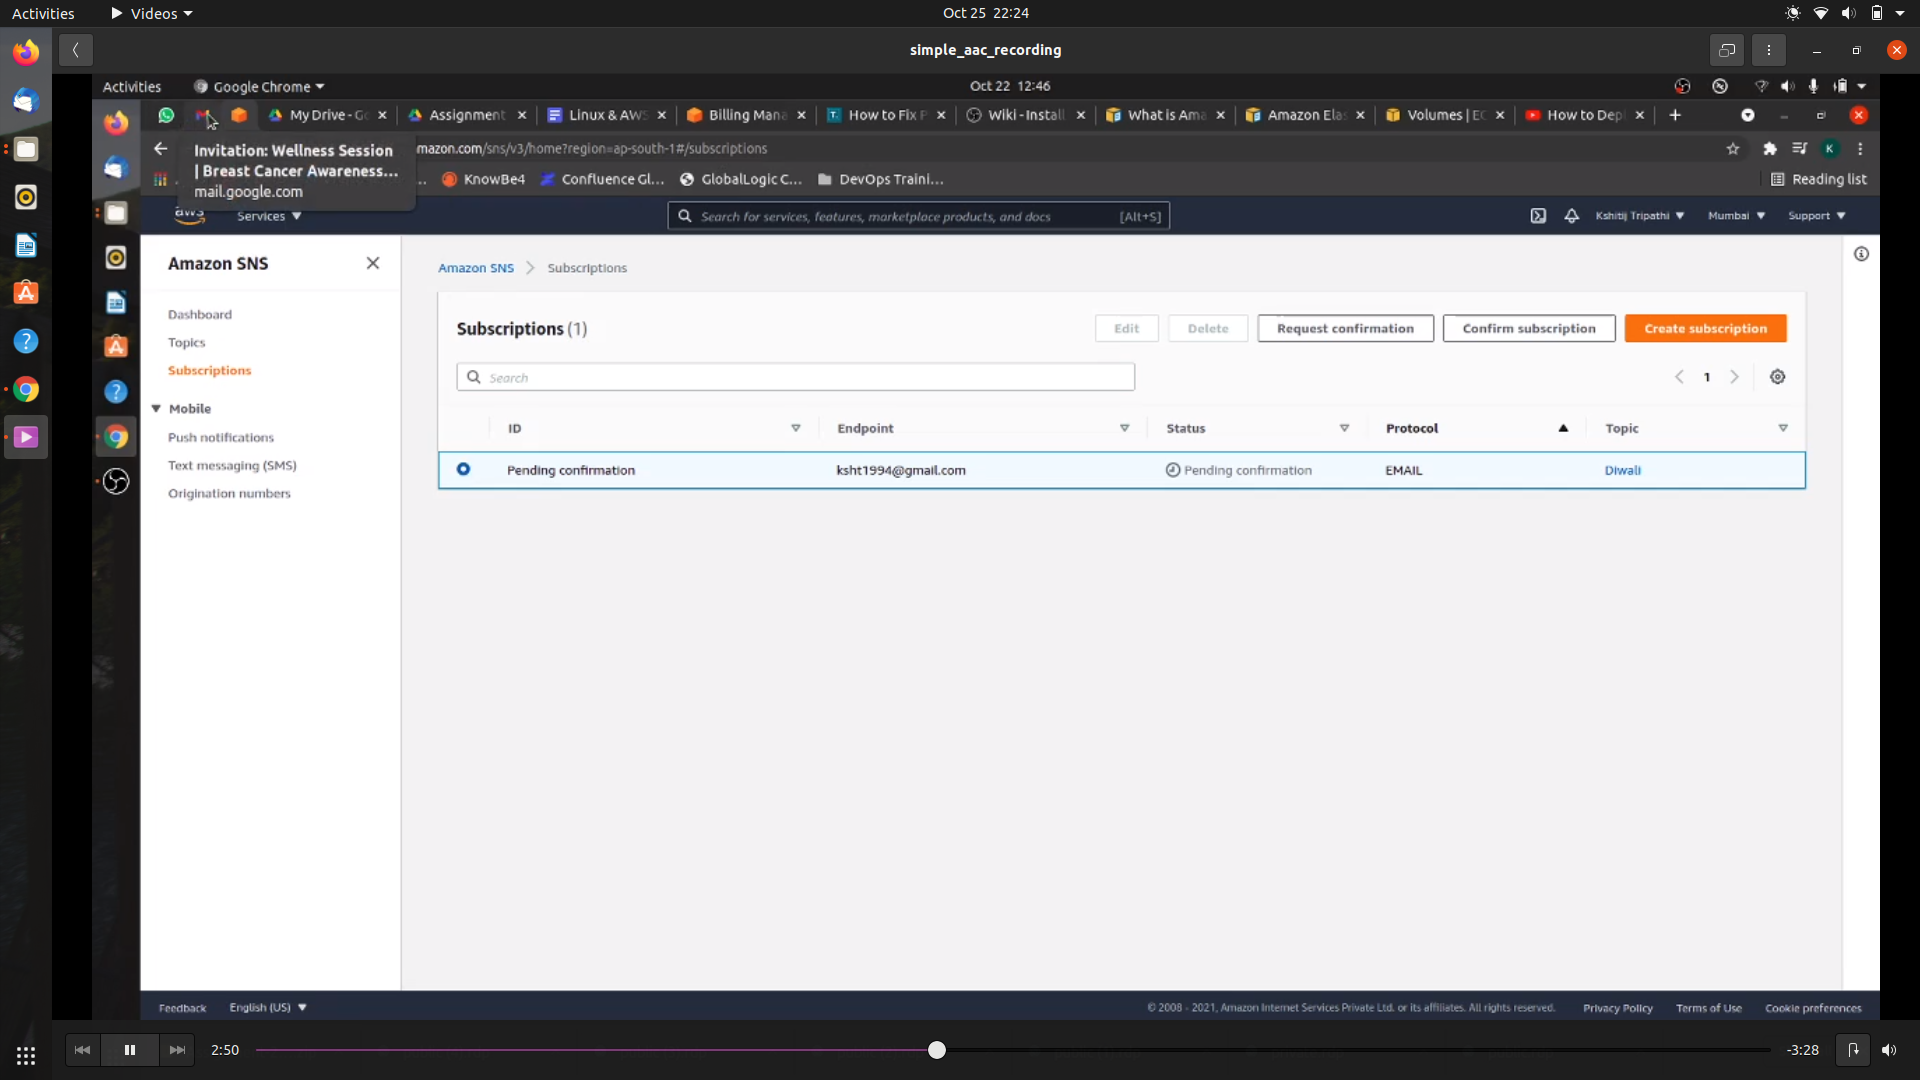 Activities
Videos
Oct 25 22:24
simple_aac_recording
Activities
Google Chrome
Oct 22 12:46
My Drive - Go
Assignment
Linux & AWS
Billing Mana
How to Fix P
Wiki - Install
What is Ama
Amazon Elas
Volumes | EC
How to Depl
Invitation: Wellness Session
| Breast Cancer Awareness...
mail.google.com
mazon.com/sns/v3/home?region=ap-south-1#/subscriptions
K
...
KnowBe4
Confluence Gl...
GlobalLogic C...
DevOps Traini...
Reading list
aws
Services
Search for services, features, marketplace products, and docs
[Alt+S]
Kshitij Tripathi
Mumbai
Support
Amazon SNS
Dashboard
Topics
Subscriptions
Mobile
Push notifications
Text messaging (SMS)
Origination numbers
Amazon SNS
Subscriptions
Subscriptions (1)
Edit
Delete
Request confirmation
Confirm subscription
Create subscription
Search
1
ID
Endpoint
Status
Protocol
Topic
Pending confirmation
ksht1994@gmail.com
Pending confirmation
EMAIL
Diwali
Feedback
English (US)
© 2008 - 2021, Amazon Internet Services Private Ltd. or its affiliates. All rights reserved.
Privacy Policy
Terms of Use
Cookie preferences
2:50
-3:28